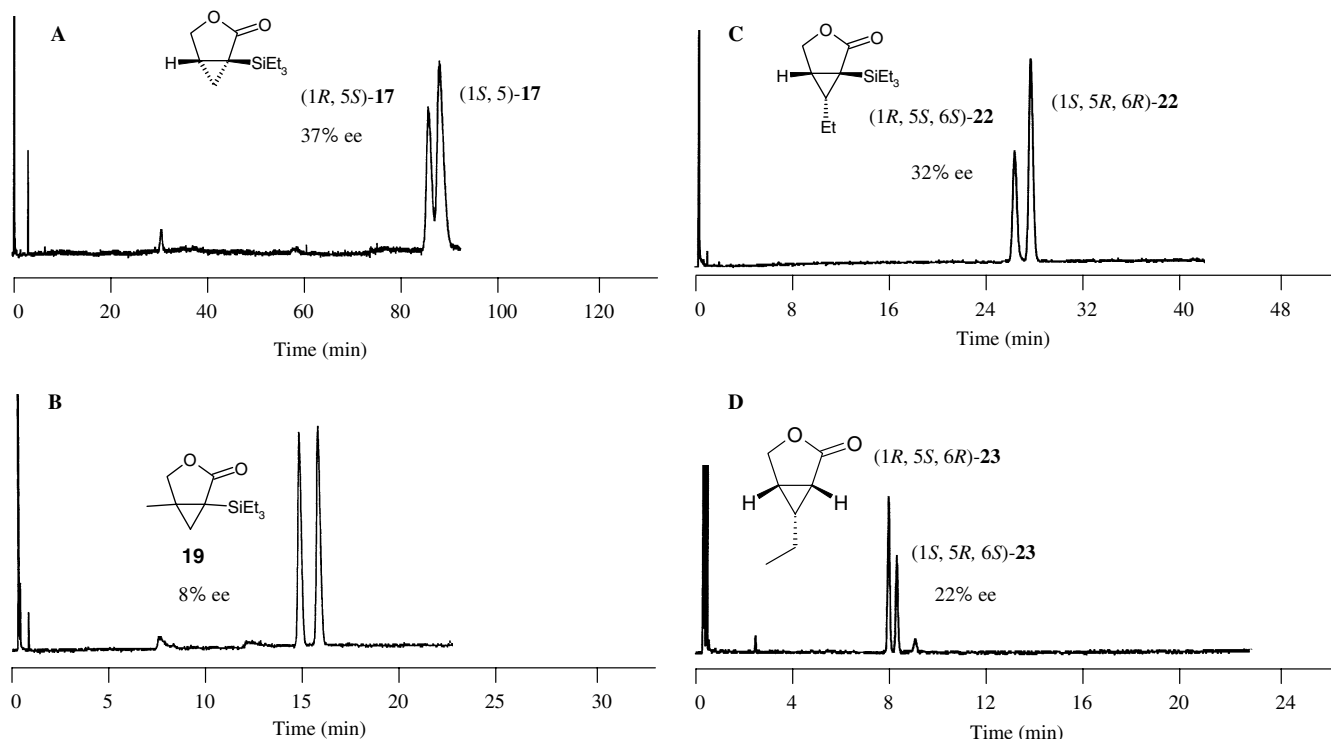 A
O
O
H
SiEt3
(1R, 5S)-17
(1S, 5)-17
37% ee
0 20 40 60 80 100 120
Time (min)
C
O
O
H
SiEt3
Et
(1R, 5S, 6S)-22
(1S, 5R, 6R)-22
32% ee
0 8 16 24 32 40 48
Time (min)
B
O
O
SiEt3
19
8% ee
0 5 10 15 20 25 30
Time (min)
D
O
O
H H
(1R, 5S, 6R)-23
(1S, 5R, 6S)-23
22% ee
0 4 8 12 16 20 24
Time (min)